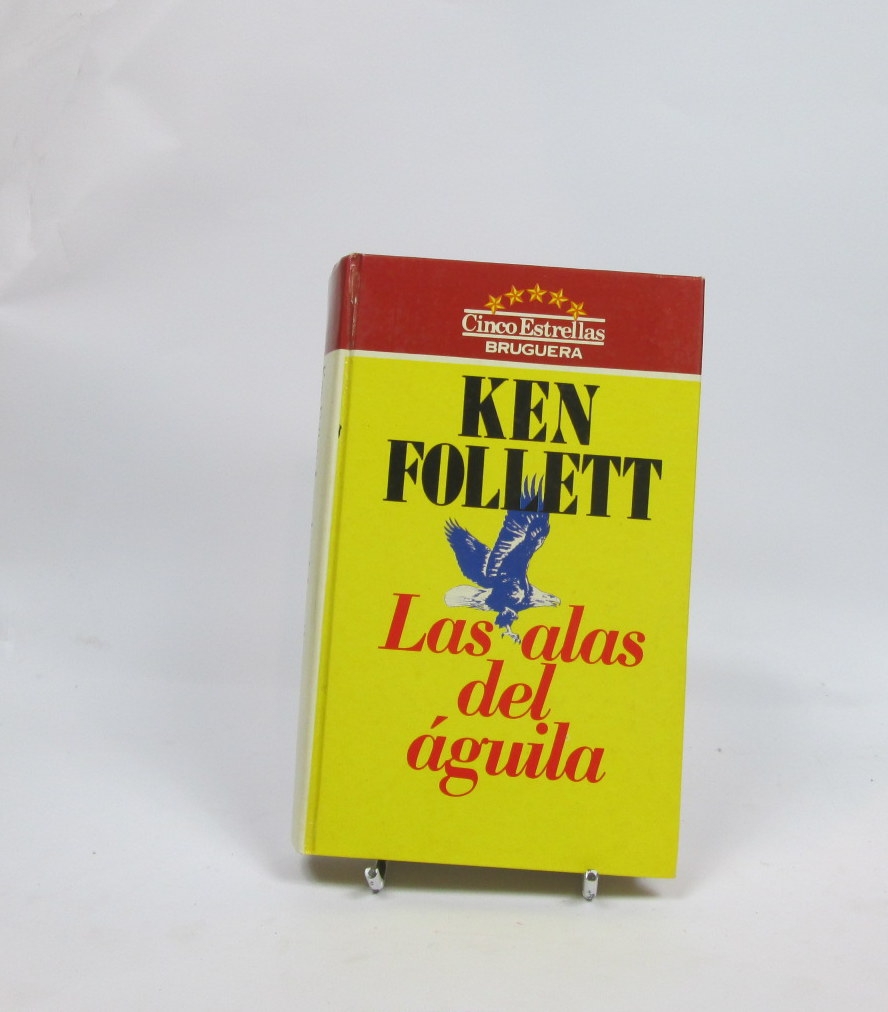 Cinco Estrellas
BRUGUERA
KEN
FOLLETT
Las alas
del
águila